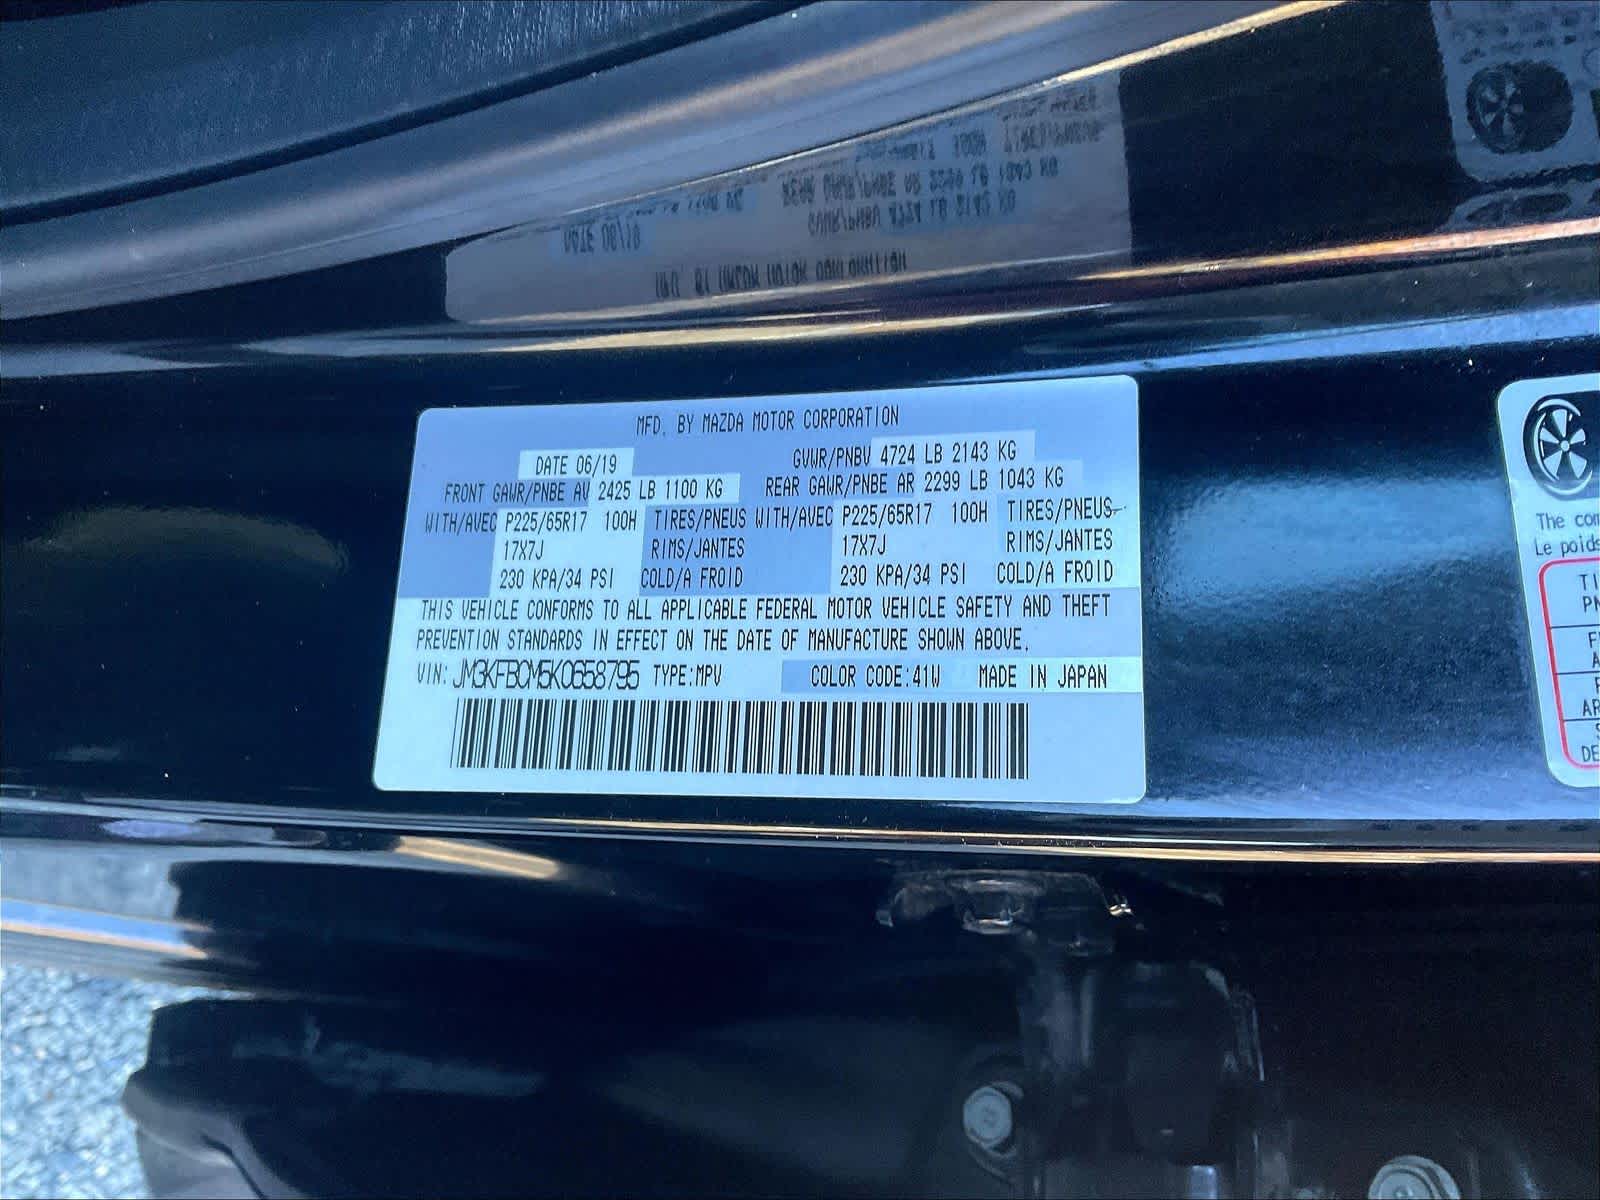 MFD. BY MAZDA MOTOR CORPORATION
DATE 06/19 GVWR/PNBV 4724 LB 2143 KG
FRONT GAWR/PNBE AV 2425 LB 1100 KG REAR GAWR/PNBE AR 2299 LB 1043 KG
WITH/AVEC P225/65R17 100H TIRES/PNEUS WITH/AVEC P225/65R17 100H TIRES/PNEUS
17X7J RIMS/JANTES 17X7J RIMS/JANTES
230 KPA/34 PSI COLD/A FROID 230 KPA/34 PSI COLD/A FROID
THIS VEHICLE CONFORMS TO ALL APPLICABLE FEDERAL MOTOR VEHICLE SAFETY AND THEFT
PREVENTION STANDARDS IN EFFECT ON THE DATE OF MANUFACTURE SHOWN ABOVE.
VIN: JM3KFBCM5K0658795 TYPE:MPV COLOR CODE:41W MADE IN JAPAN
The
Le poids